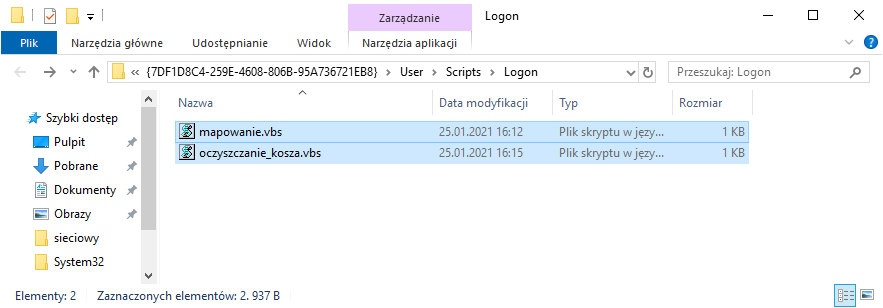 Zarządzanie Logon
Plik Narzędzia główne Udostępnianie Widok Narzędzia aplikacji
« {7DF1D8C4-259E-4608-806B-95A736721EB8} User Scripts Logon Przeszukaj: Logon
Nazwa Data modyfikacji Typ Rozmiar
Szybki dostęp
mapowanie.vbs 25.01.2021 16:12 Plik skryptu w języ... 1 KB
Pulpit
oczyszczanie_kosza.vbs 25.01.2021 16:15 Plik skryptu w języ... 1 KB
Pobrane
Dokumenty
Obrazy
sieciowy
System32
Elementy: 2 Zaznaczonych elementów: 2. 937 B